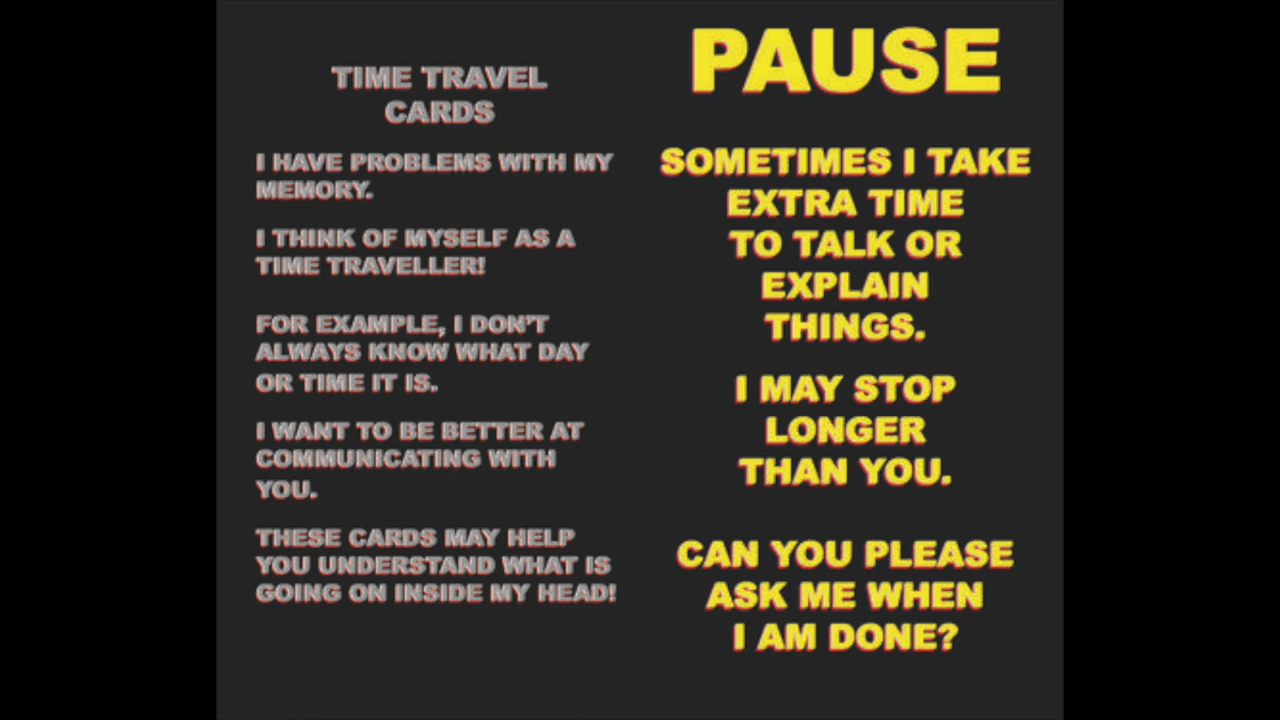 TIME TRAVEL
CARDS
I HAVE PROBLEMS WITH MY
MEMORY.
I THINK OF MYSELF AS A
TIME TRAVELLER!
FOR EXAMPLE, I DON'T
ALWAYS KNOW WHAT DAY
OR TIME IT IS.
I WANT TO BE BETTER AT
COMMUNICATING WITH
YOU.
THESE CARDS MAY HELP
YOU UNDERSTAND WHAT IS
GOING ON INSIDE MY HEAD!
PAUSE
SOMETIMES I TAKE
EXTRA TIME
TO TALK OR
EXPLAIN
THINGS.
I MAY STOP
LONGER
THAN YOU.
CAN YOU PLEASE
ASK ME WHEN
I AM DONE?